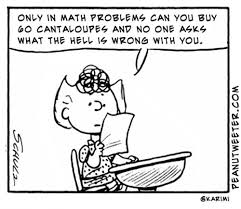 ONLY IN MATH PROBLEMS CAN YOU BUY
60 CANTALOUPES AND NO ONE ASKS
WHAT THE HELL IS WRONG WITH YOU.
SCHULZ
PEANUTWEETER.COM
@KARIMI